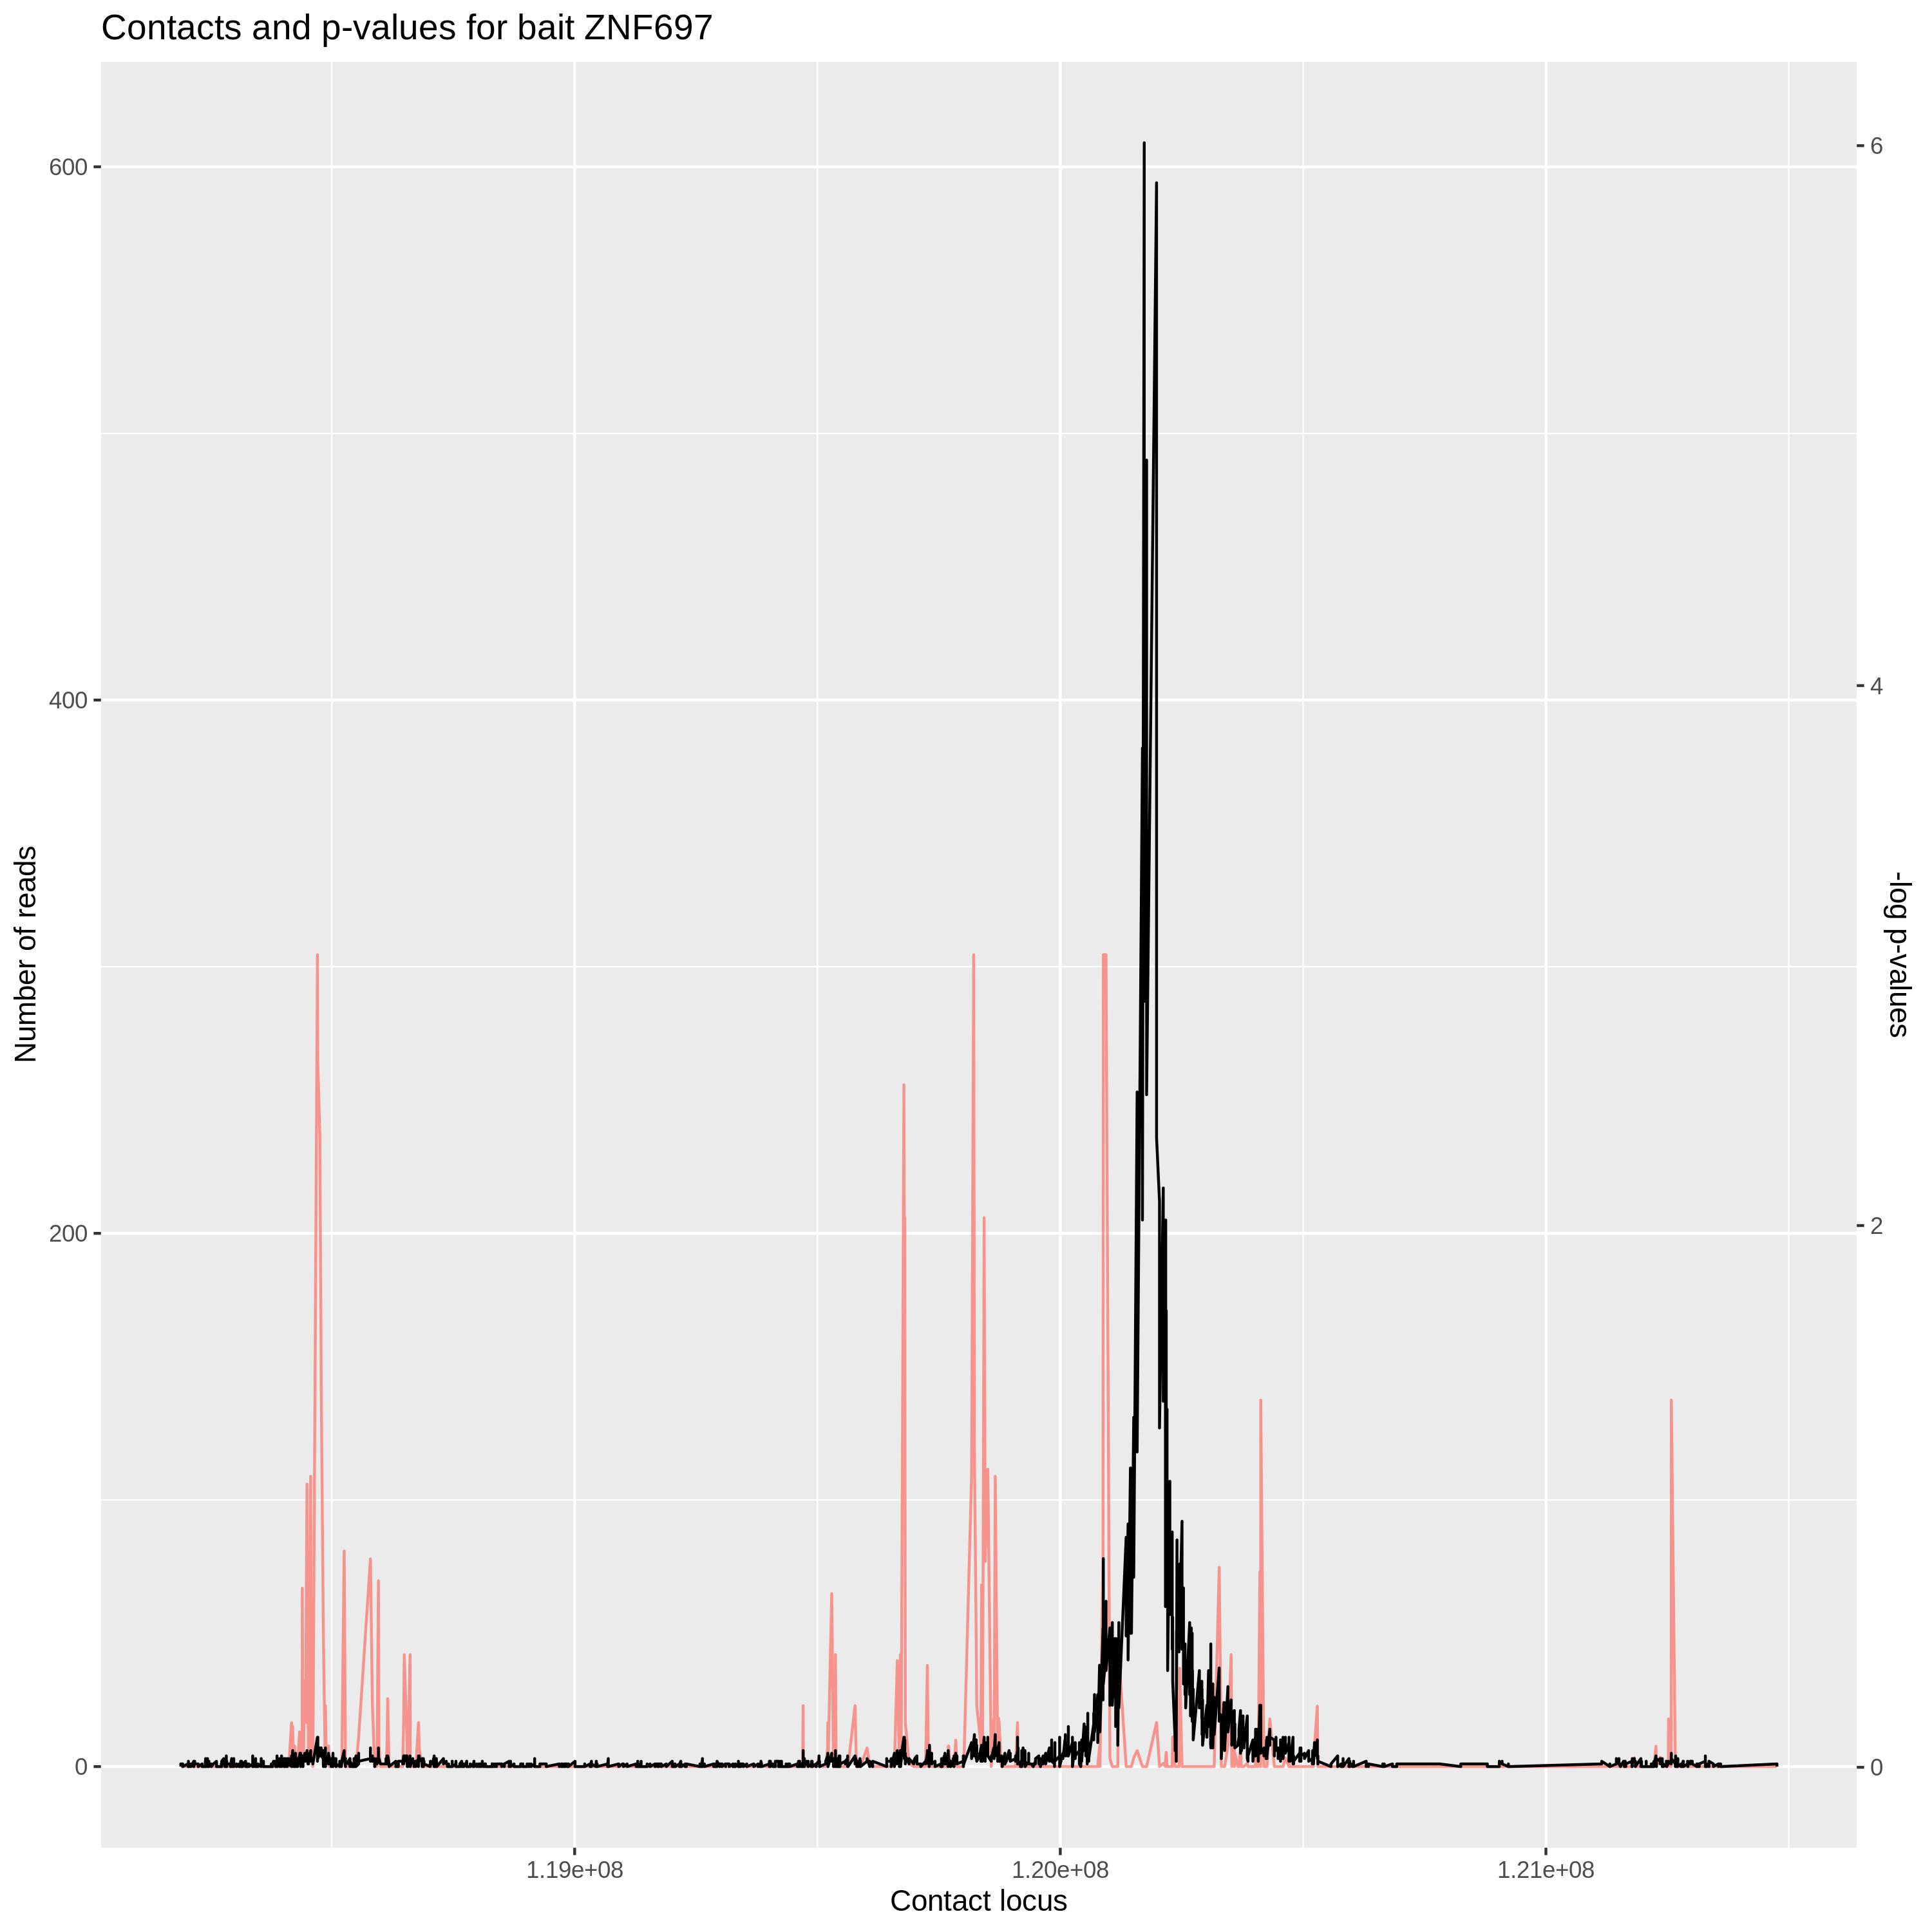 Contacts and p-values for bait ZNF697
Number of reads
600
400
200
0
6
4
2
0
-log p-values
1.19e+08
1.20e+08
1.21e+08
Contact locus